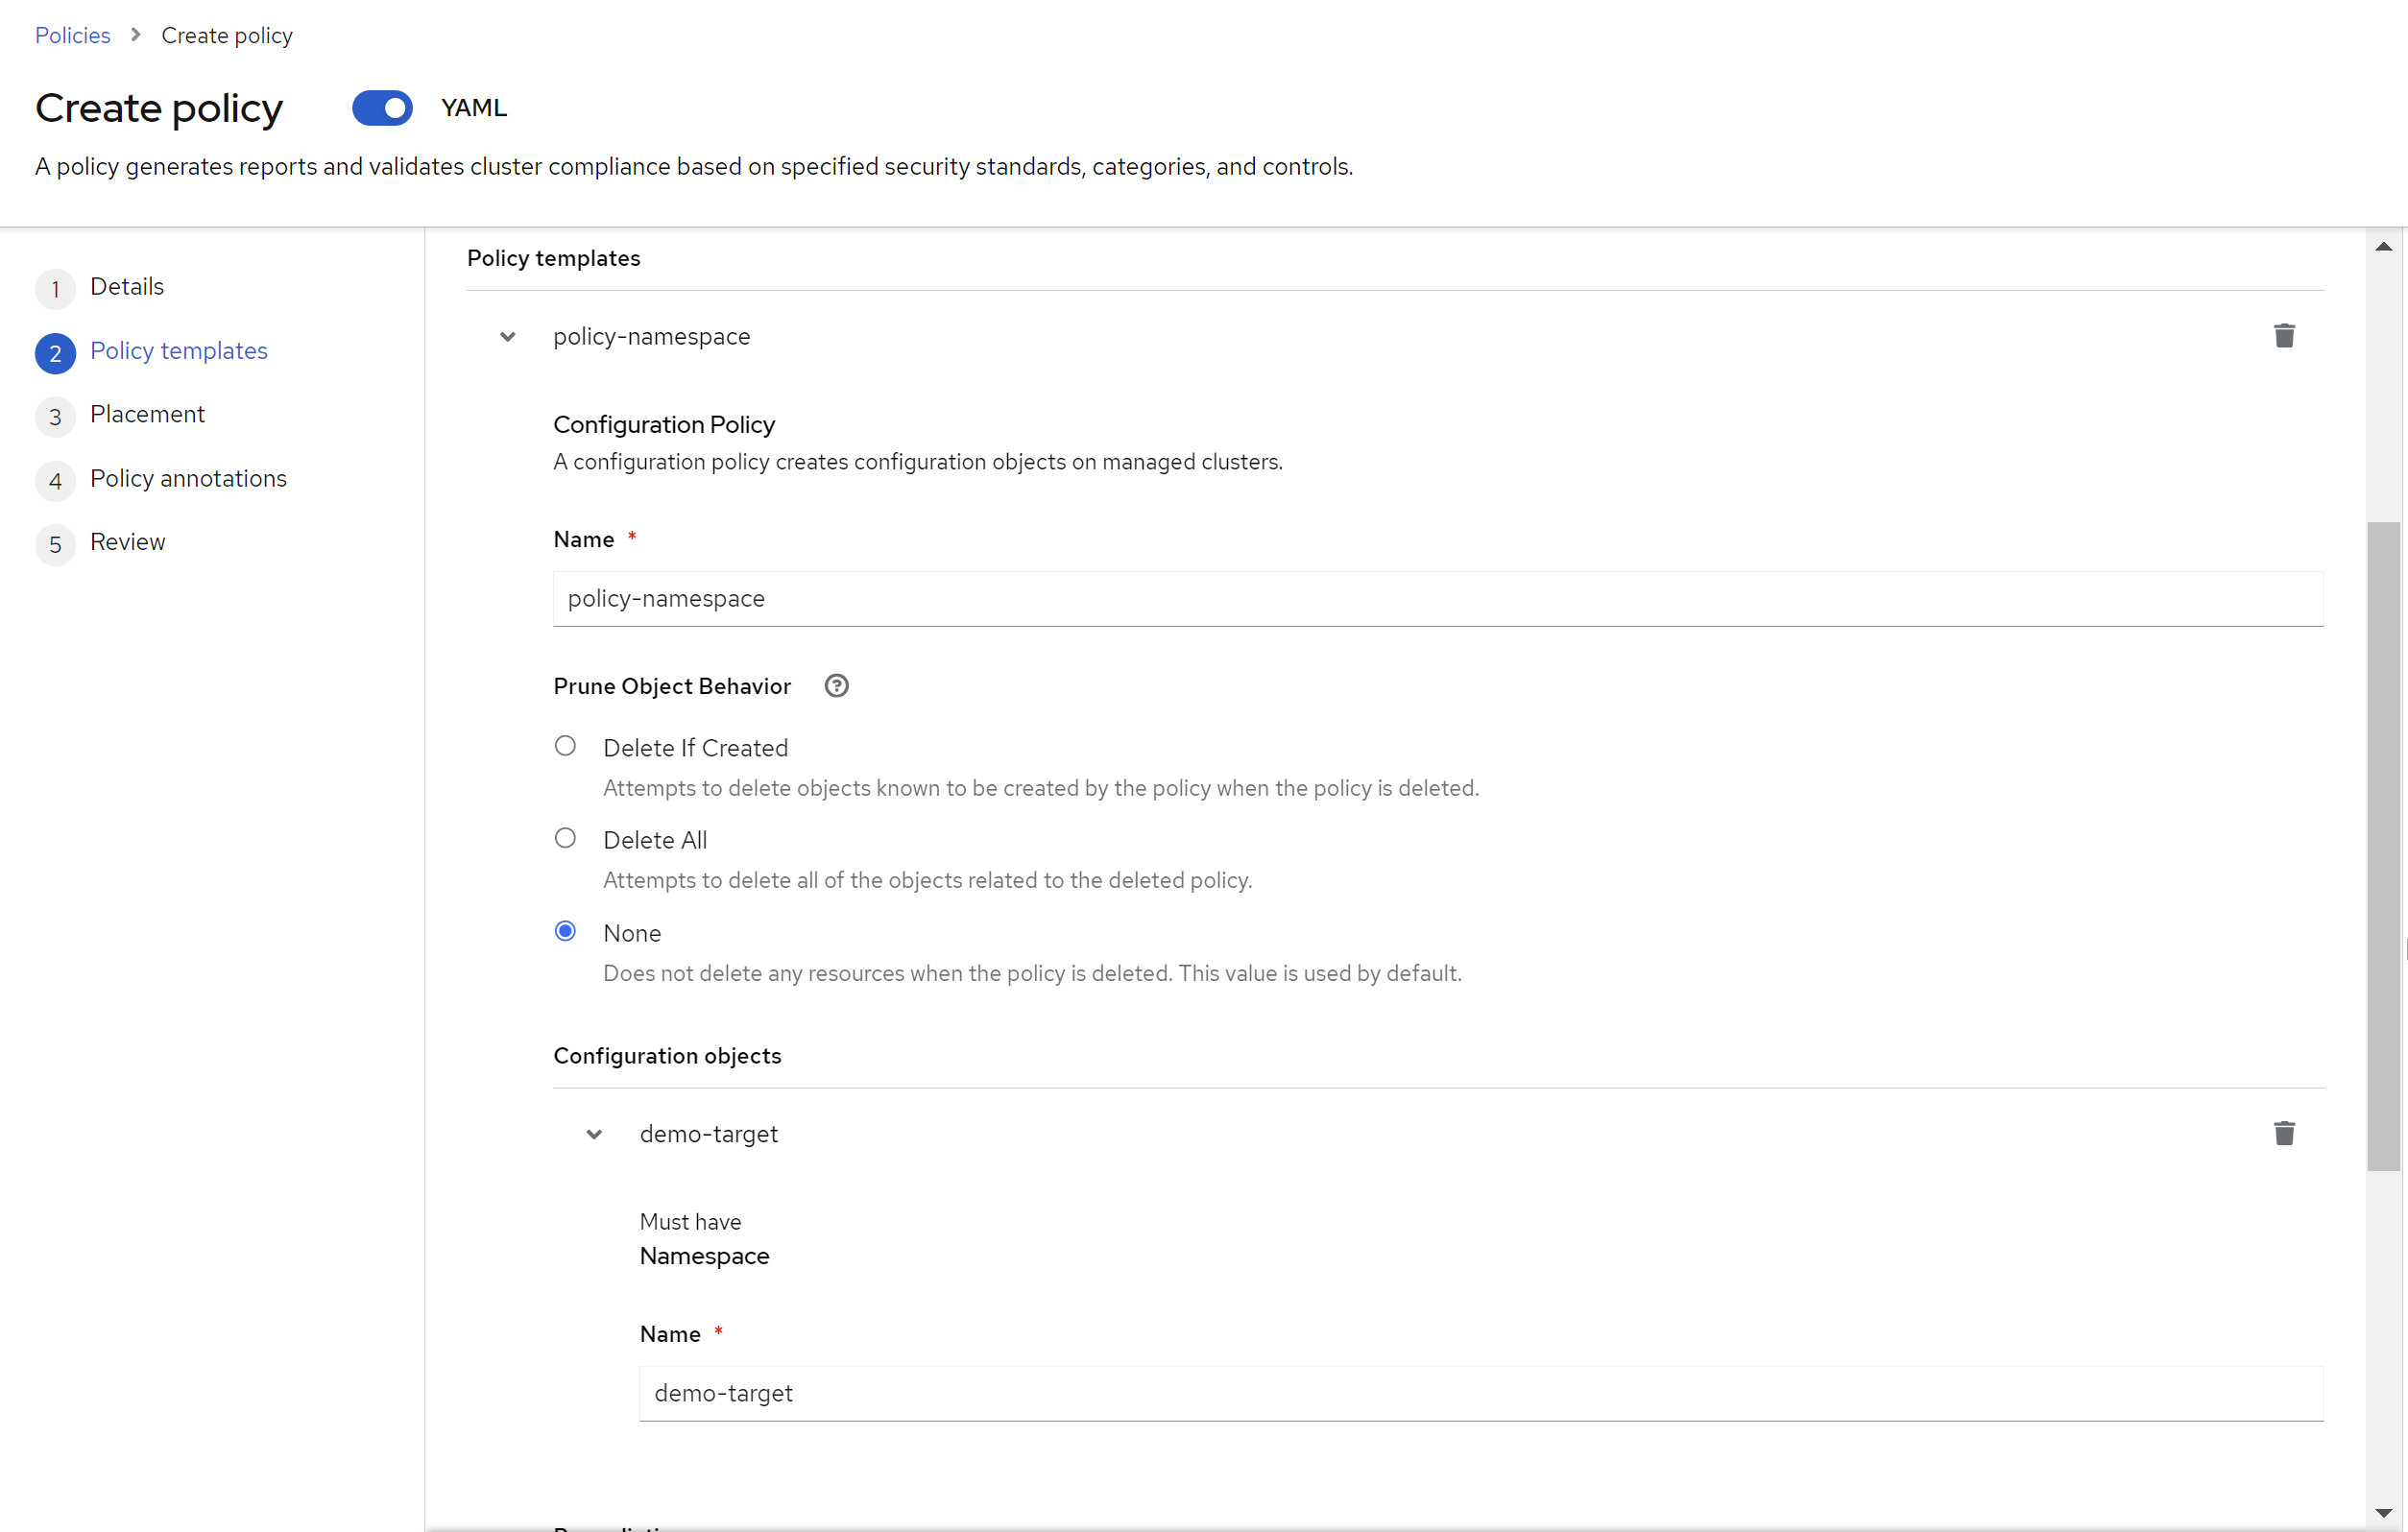 Policies > Create policy
Create policy YAML
A policy generates reports and validates cluster compliance based on specified security standards, categories, and controls.
1 Details
2 Policy templates
3 Placement
4 Policy annotations
5 Review
Policy templates
policy-namespace
Configuration Policy
A configuration policy creates configuration objects on managed clusters.
Name *
policy-namespace
Prune Object Behavior
Delete If Created
Attempts to delete objects known to be created by the policy when the policy is deleted.
Delete All
Attempts to delete all of the objects related to the deleted policy.
None
Does not delete any resources when the policy is deleted. This value is used by default.
Configuration objects
demo-target
Must have
Namespace
Name *
demo-target